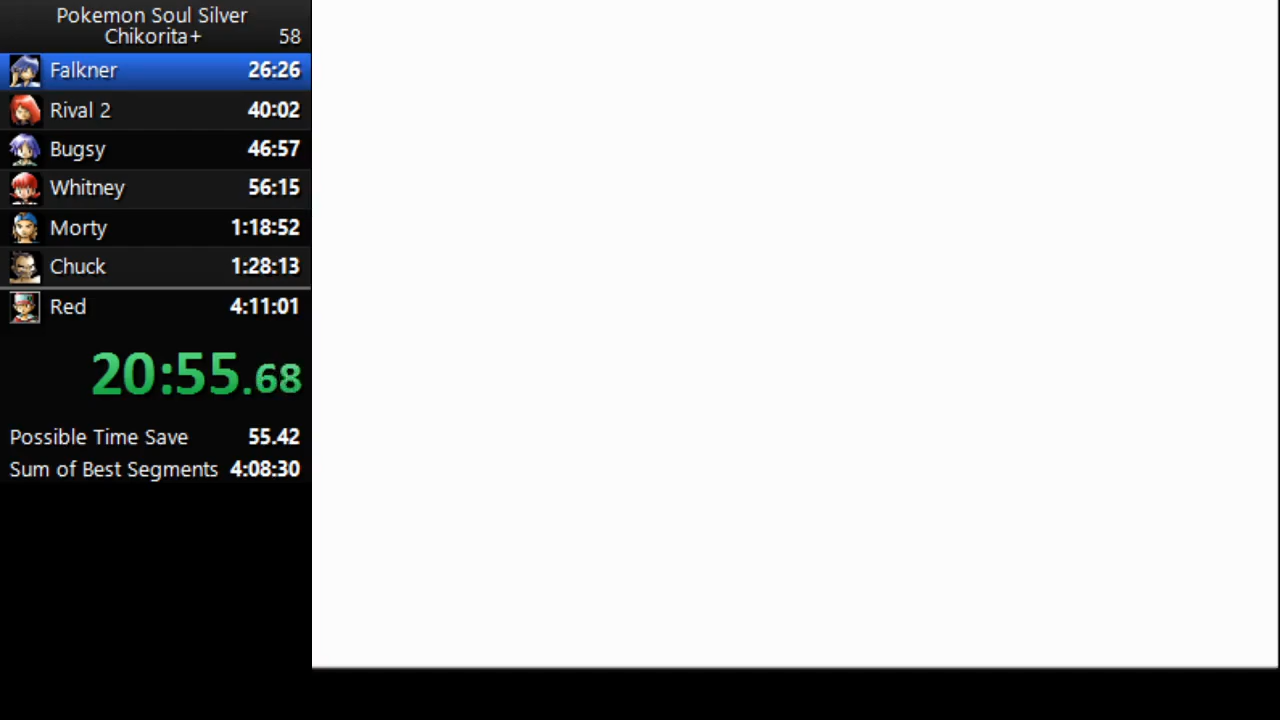 Pokemon Soul Silver
Chikorita+ 58
Falkner 26:26
Rival 2 40:02
Bugsy 46:57
Whitney 56:15
Morty 1:18:52
Chuck 1:28:13
Red 4:11:01
20:55.68
Possible Time Save 55.42
Sum of Best Segments 4:08:30